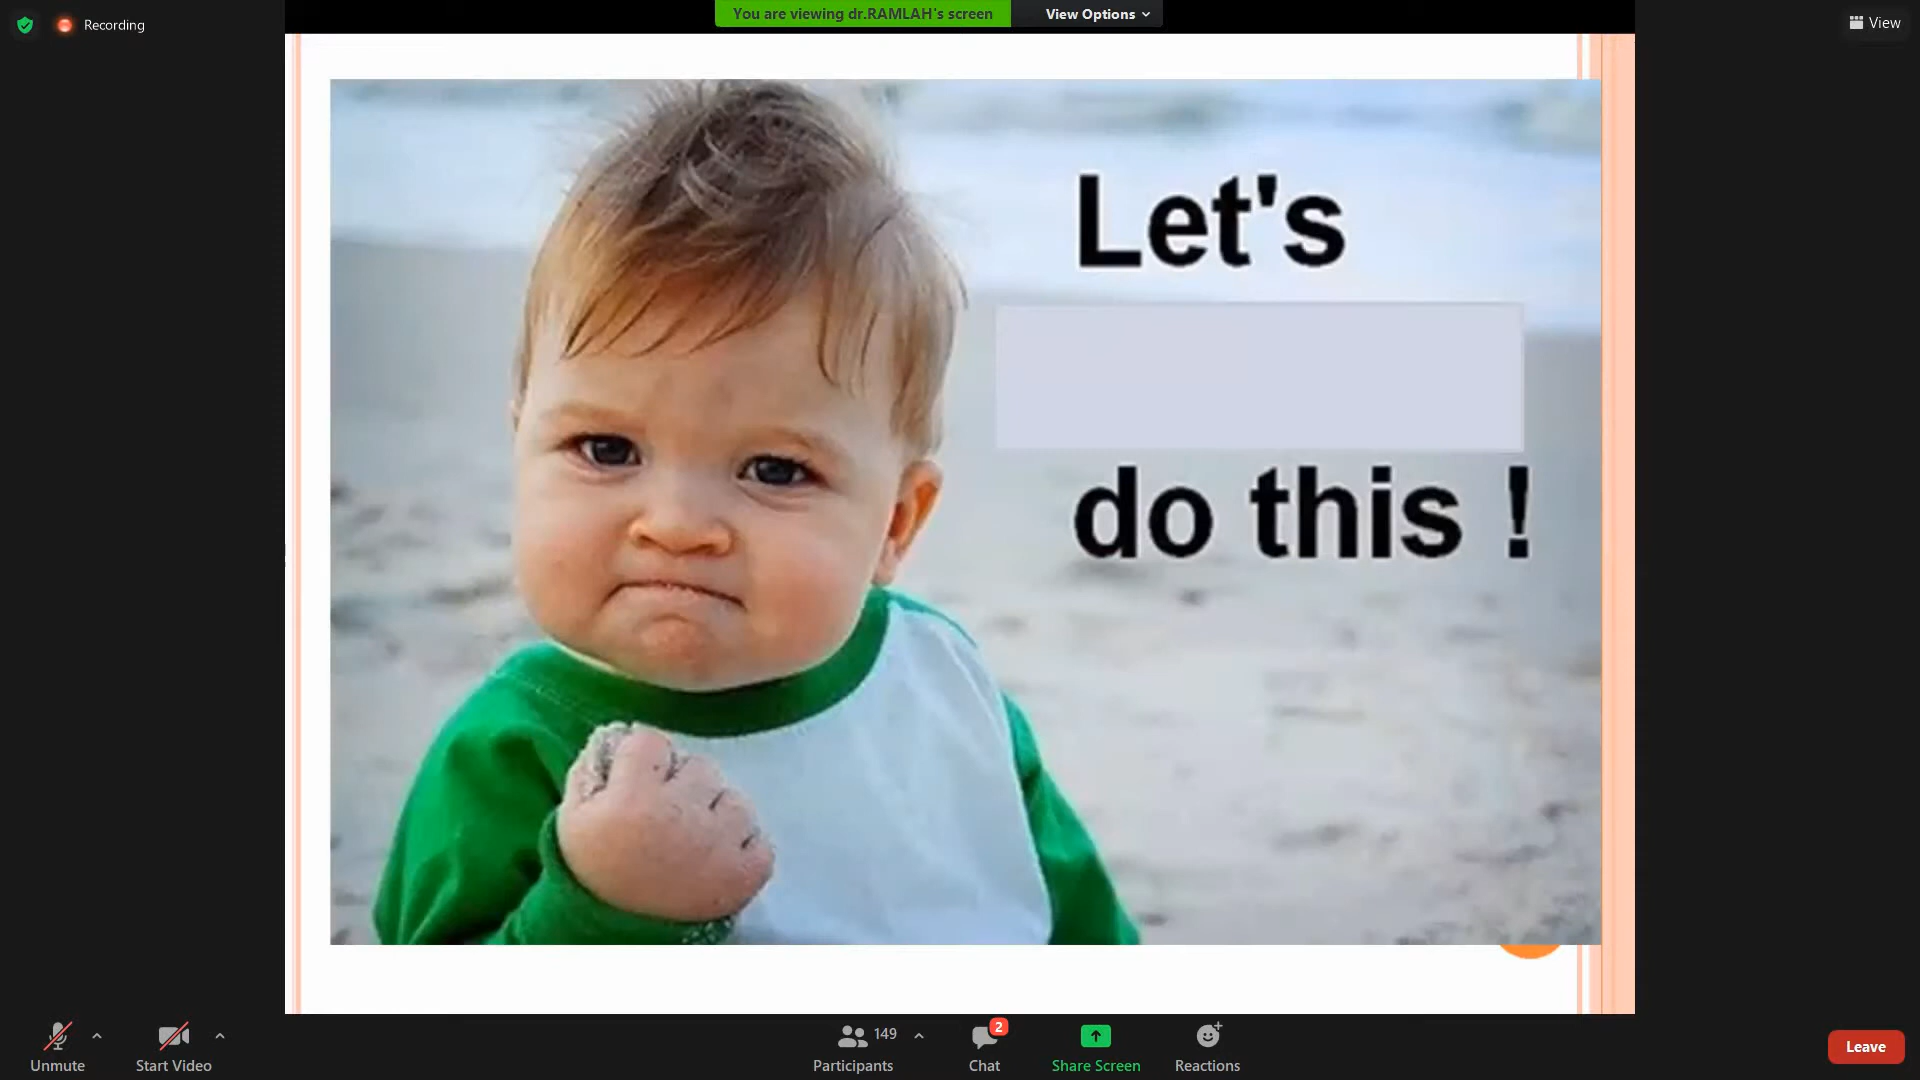 Recording
You are viewing dr.RAMLAH's screen
View Options
View
Let's
do this !
Unmute
Start Video
149
Participants
2
Chat
Share Screen
Reactions
Leave